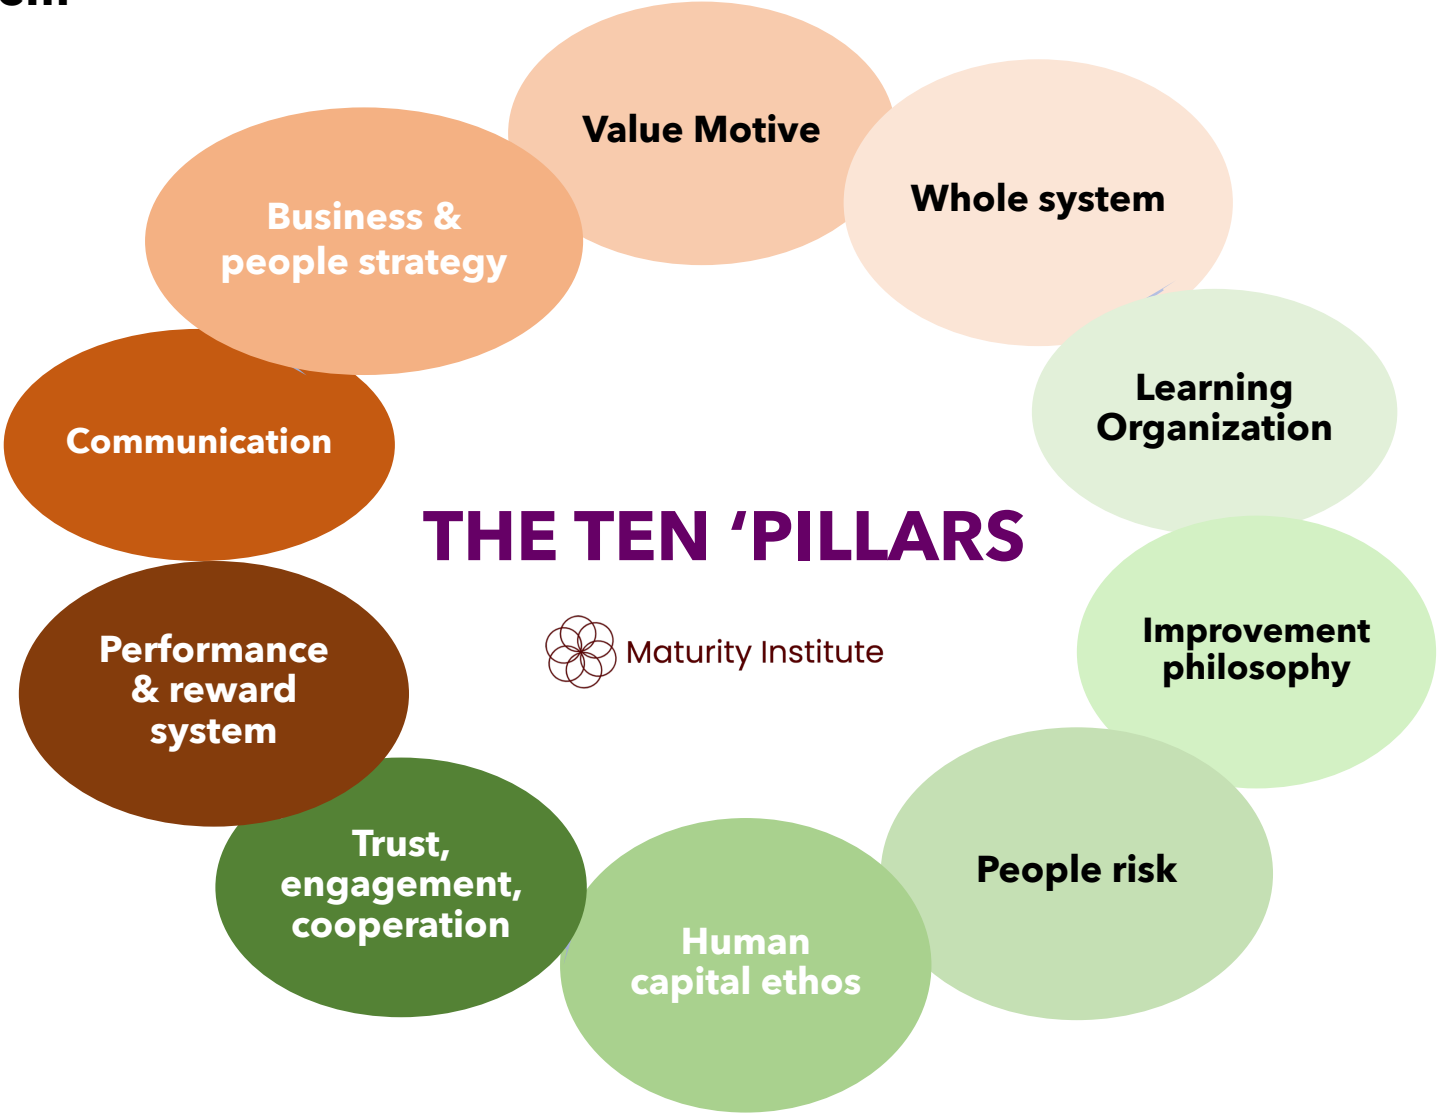 Value Motive
Whole system
Business &
people strategy
Learning
Organization
Communication
THE TEN ‘PILLARS
Improvement
philosophy
Performance
& reward
system
Maturity Institute
Trust,
engagement,
cooperation
People risk
Human
capital ethos